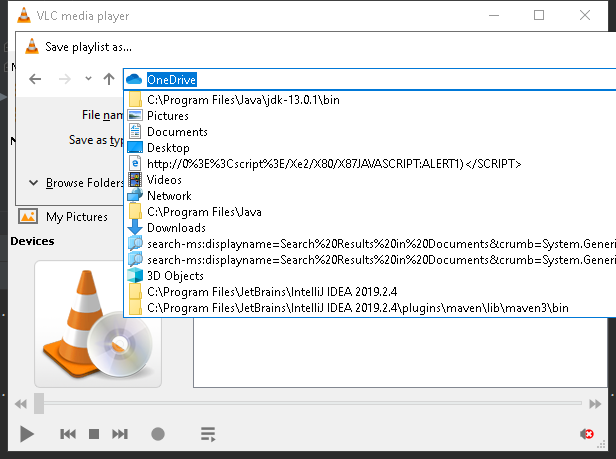 VLC media player
Save playlist as...
OneDrive
C:\Program Files\Java\jdk-13.0.1\bin
File nam
Pictures
Documents
Save as typ
Desktop
http://0%3E%3Cscript%3E/Xe2/X80/X87JAVASCRIPT:ALERT1)</SCRIPT>
Browse Folders
Videos
Network
My Pictures
C:\Program Files\Java
Downloads
Devices
search-ms:displayname=Search%20Results%20in%20Documents&crumb=System.Generi
search-ms:displayname=Search%20Results%20in%20Documents&crumb=System.Generi
3D Objects
C:\Program Files\JetBrains\IntelliJ IDEA 2019.2.4
C:\Program Files\JetBrains\IntelliJ IDEA 2019.2.4\plugins\maven\lib\maven3\bin